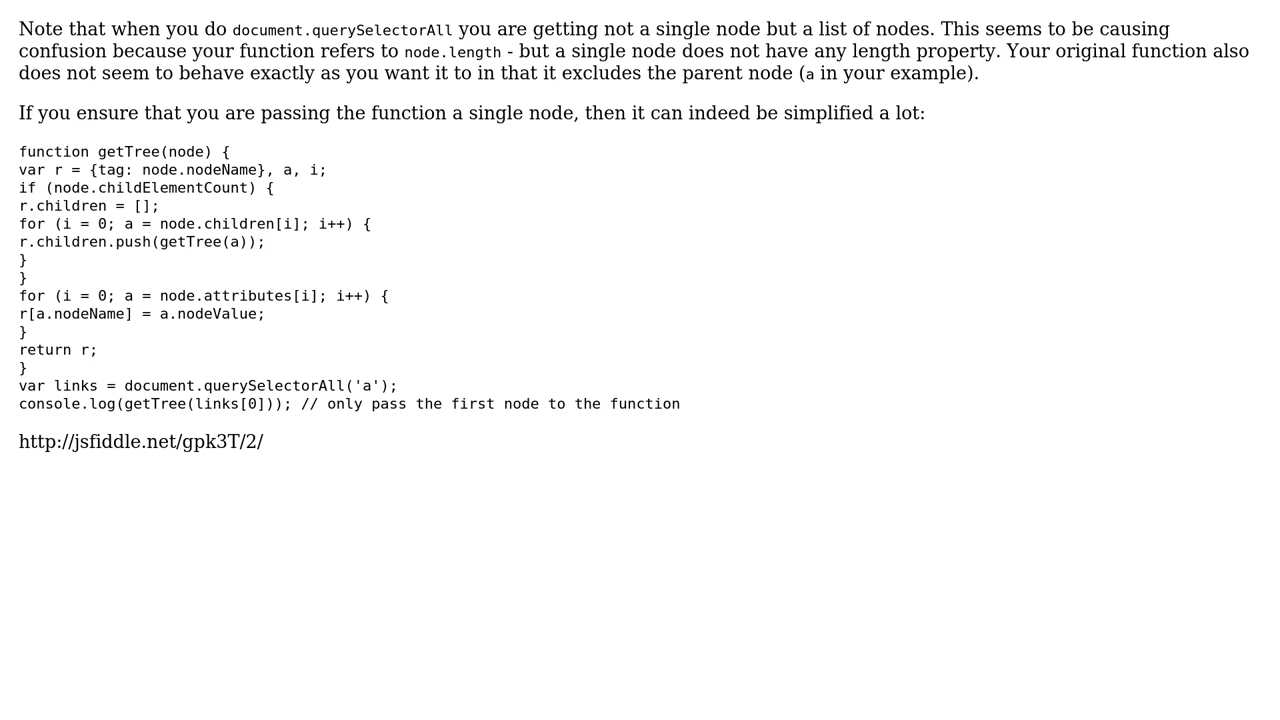 Note that when you do document.querySelectorAll you are getting not a single node but a list of nodes. This seems to be causing
confusion because your function refers to node.length - but a single node does not have any length property. Your original function also
does not seem to behave exactly as you want it to in that it excludes the parent node (a in your example).
If you ensure that you are passing the function a single node, then it can indeed be simplified a lot:
function getTree(node) {
var r = {tag: node.nodeName}, a, i;
if (node.childElementCount) {
r.children = [];
for (i = 0; a = node.children[i]; i++) {
r.children.push(getTree(a));
}
}
for (i = 0; a = node.attributes[i]; i++) {
r[a.nodeName] = a.nodeValue;
}
return r;
}
var links = document.querySelectorAll('a');
console.log(getTree(links[0])); // only pass the first node to the function
http://jsfiddle.net/gpk3T/2/